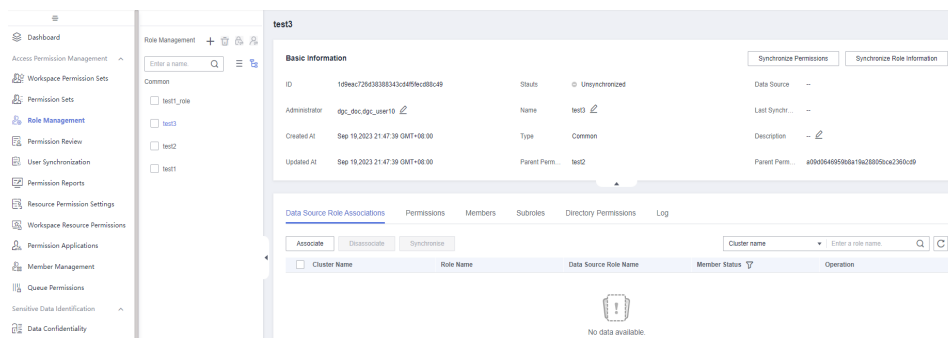 test3
Dashboard
Access Permission Management
Workspace Permission Sets
Permission Sets
Role Management
Permission Review
User Synchronization
Permission Reports
Resource Permission Settings
Workspace Resource Permissions
Permission Applications
Member Management
Queue Permissions
Sensitive Data Identification
Data Confidentiality
Role Management
Enter a name.
Common
test1_role
test3
test2
test1
Basic Information
Synchronize Permissions
Synchronize Role Information
ID 1d9eac726d38388343cd4f5fecd88c49
Stauts Unsynchronized
Data Source --
Administrator dgc_doc,dgc_user10
Name test3
Last Synchr... --
Created At Sep 19,2023 21:47:39 GMT+08:00
Type Common
Description --
Updated At Sep 19,2023 21:47:39 GMT+08:00
Parent Perm... test2
Parent Perm... a09d0646959b8a19a28805bce2360cd9
Data Source Role Associations Permissions Members Subroles Directory Permissions Log
Associate Disassociate Synchronize
Cluster name Enter a role name.
Cluster Name Role Name Data Source Role Name Member Status Operation
No data available.